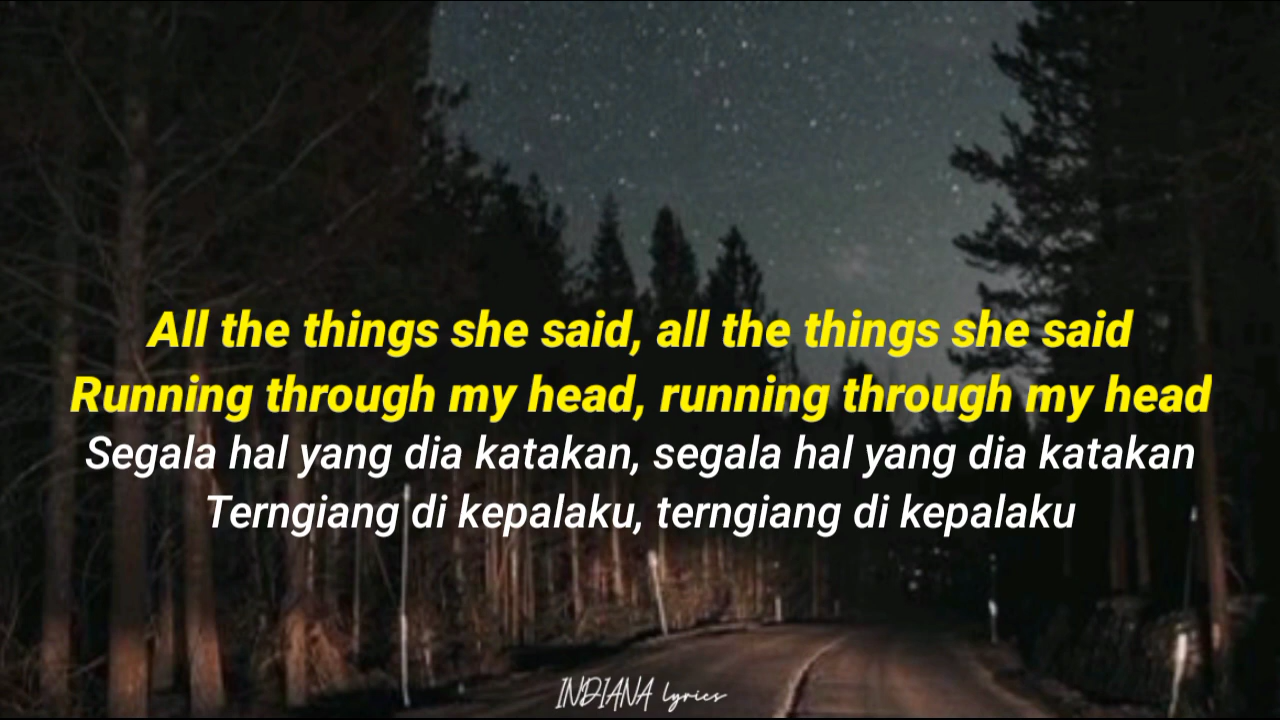 All the things she said, all the things she said
Running through my head, running through my head
Segala hal yang dia katakan, segala hal yang dia katakan
Terngiang di kepalaku, terngiang di kepalaku
INDIANA lyrics